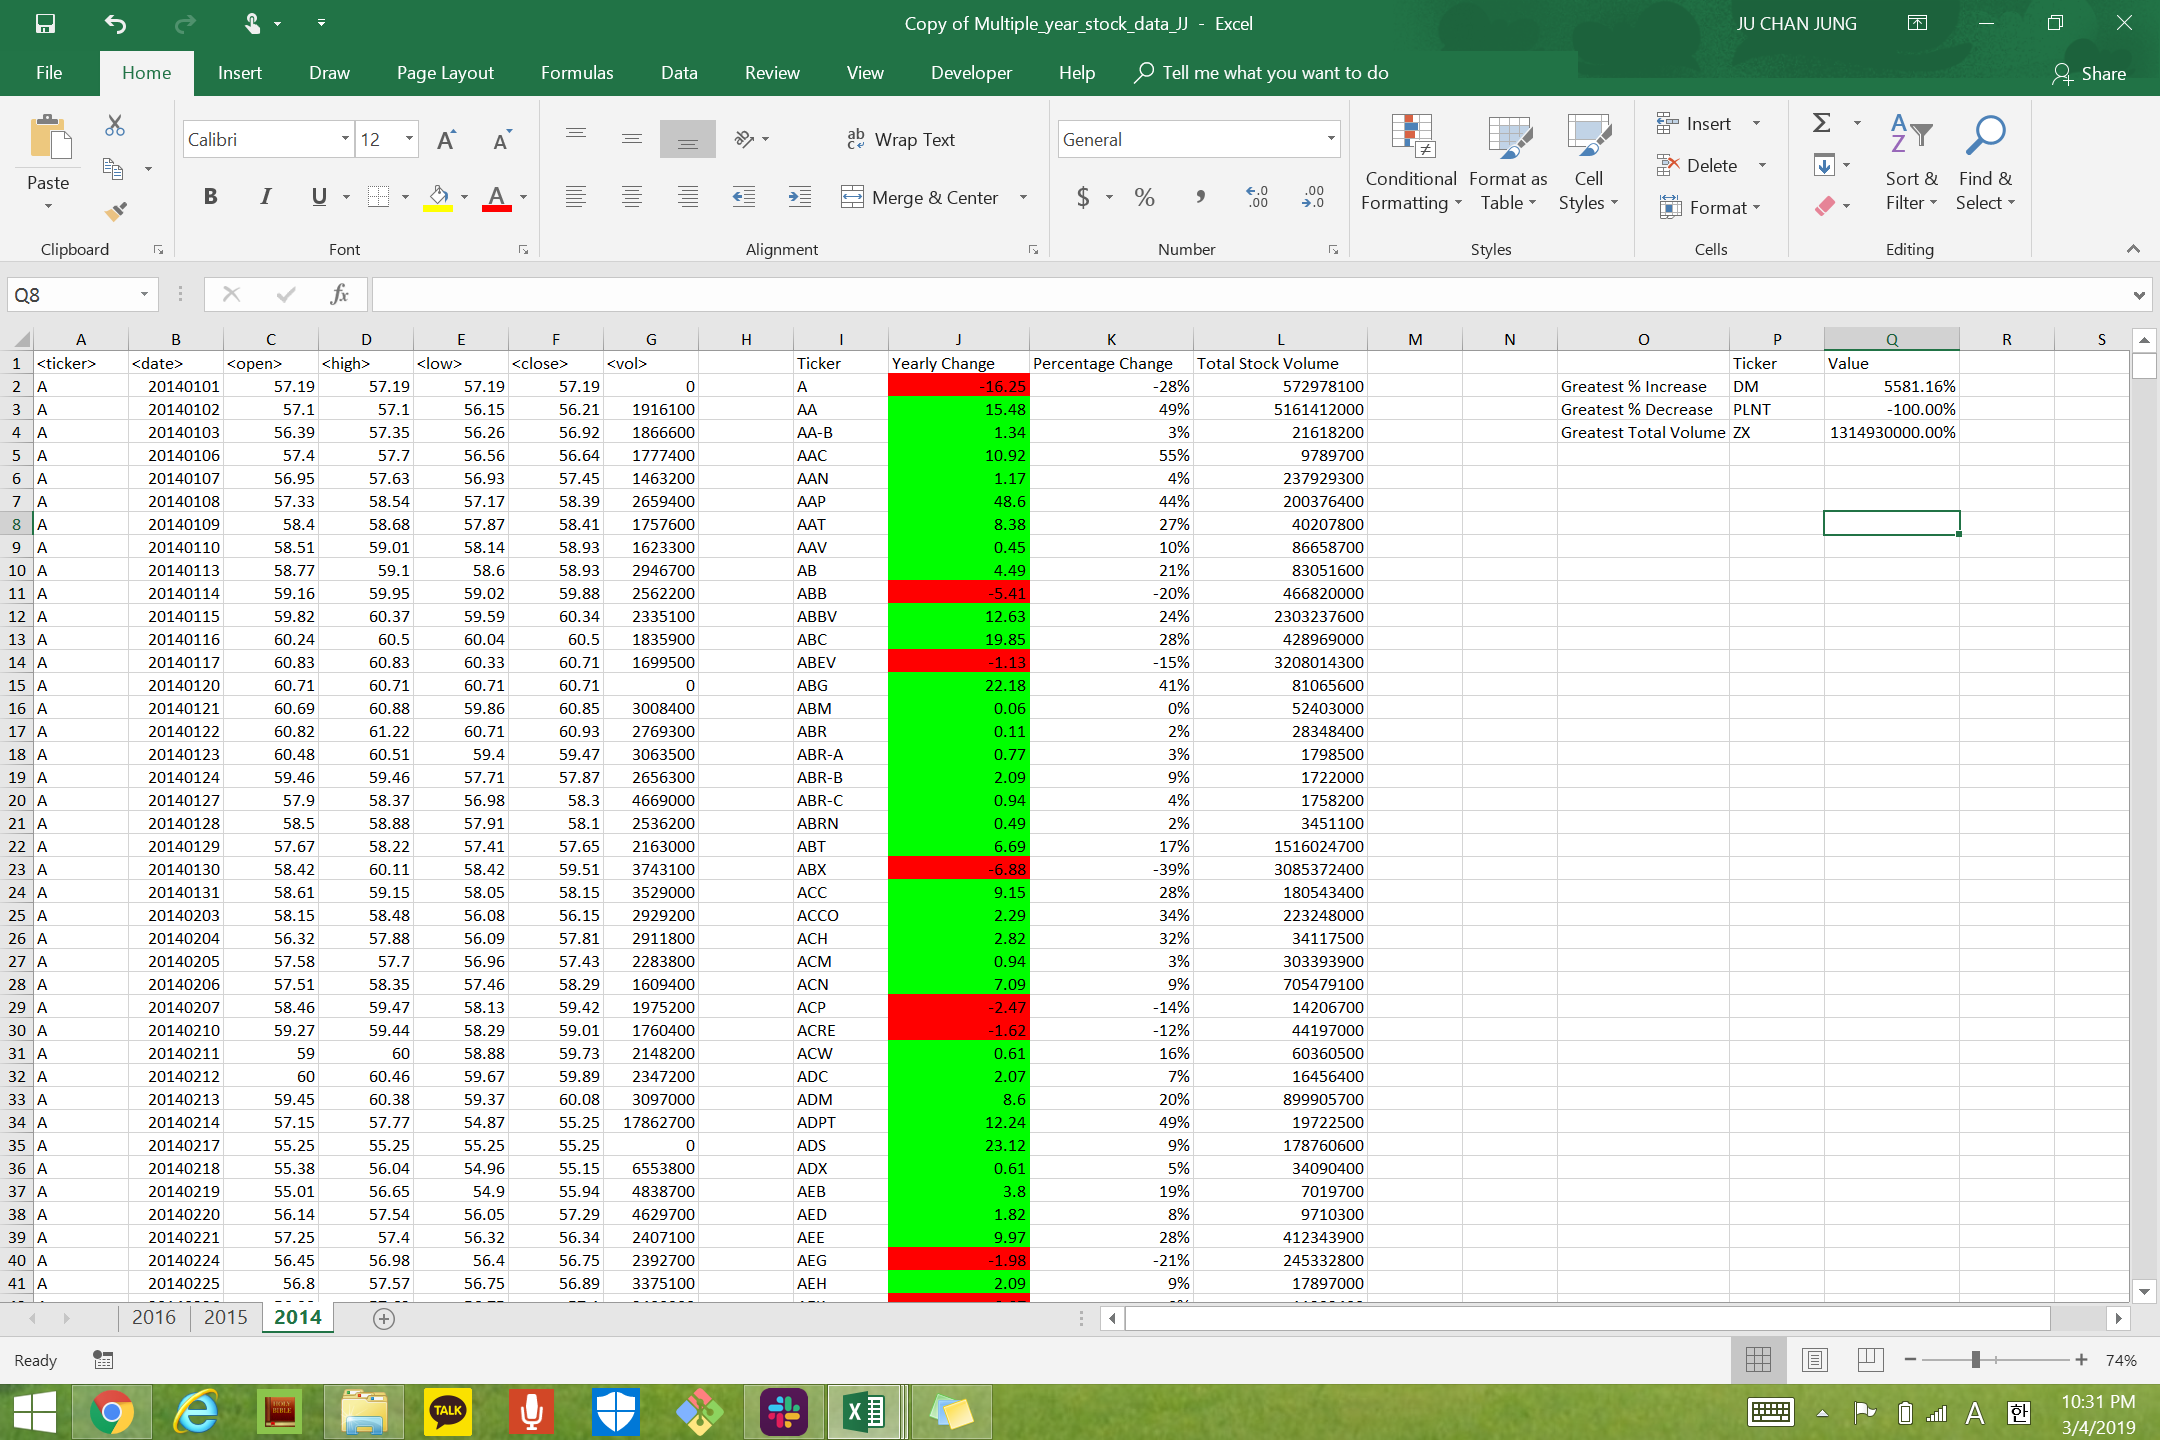 Copy of Multiple_year_stock_data_JJ - Excel
JU CHAN JUNG
File Home Insert Draw Page Layout Formulas Data Review View Developer Help Tell me what you want to do Share
Paste
Clipboard
Calibri 12
B I U A
Font
Wrap Text
Merge & Center
Alignment
General
$ % ,
Number
Conditional Formatting
Format as Table
Cell Styles
Styles
Insert
Delete
Format
Cells
Sort & Filter
Find & Select
Editing
Q8 fx
A B C D E F G H I J K L M N O P Q R S
1 <ticker> <date> <open> <high> <low> <close> <vol> Ticker Yearly Change Percentage Change Total Stock Volume Ticker Value
2 A 20140101 57.19 57.19 57.19 57.19 0 A -16.25 -28% 572978100 Greatest % Increase DM 5581.16%
3 A 20140102 57.1 57.1 56.15 56.21 1916100 AA 15.48 49% 5161412000 Greatest % Decrease PLNT -100.00%
4 A 20140103 56.39 57.35 56.26 56.92 1866600 AA-B 1.34 3% 21618200 Greatest Total Volume ZX 1314930000.00%
5 A 20140106 57.4 57.7 56.56 56.64 1777400 AAC 10.92 55% 9789700
6 A 20140107 56.95 57.63 56.93 57.45 1463200 AAN 1.17 4% 237929300
7 A 20140108 57.33 58.54 57.17 58.39 2659400 AAP 48.6 44% 200376400
8 A 20140109 58.4 58.68 57.87 58.41 1757600 AAT 8.38 27% 40207800
9 A 20140110 58.51 59.01 58.14 58.93 1623300 AAV 0.45 10% 86658700
10 A 20140113 58.77 59.1 58.6 58.93 2946700 AB 4.49 21% 83051600
11 A 20140114 59.16 59.95 59.02 59.88 2562200 ABB -5.41 -20% 466820000
12 A 20140115 59.82 60.37 59.59 60.34 2335100 ABBV 12.63 24% 2303237600
13 A 20140116 60.24 60.5 60.04 60.5 1835900 ABC 19.85 28% 428969000
14 A 20140117 60.83 60.83 60.33 60.71 1699500 ABEV -1.13 -15% 3208014300
15 A 20140120 60.71 60.71 60.71 60.71 0 ABG 22.18 41% 81065600
16 A 20140121 60.69 60.88 59.86 60.85 3008400 ABM 0.06 0% 52403000
17 A 20140122 60.82 61.22 60.71 60.93 2769300 ABR 0.11 2% 28348400
18 A 20140123 60.48 60.51 59.4 59.47 3063500 ABR-A 0.77 3% 1798500
19 A 20140124 59.46 59.46 57.71 57.87 2656300 ABR-B 2.09 9% 1722000
20 A 20140127 57.9 58.37 56.98 58.3 4669000 ABR-C 0.94 4% 1758200
21 A 20140128 58.5 58.88 57.91 58.1 2536200 ABRN 0.49 2% 3451100
22 A 20140129 57.67 58.22 57.41 57.65 2163000 ABT 6.69 17% 1516024700
23 A 20140130 58.42 60.11 58.42 59.51 3743100 ABX -6.88 -39% 3085372400
24 A 20140131 58.61 59.15 58.05 58.15 3529000 ACC 9.15 28% 180543400
25 A 20140203 58.15 58.48 56.08 56.15 2929200 ACCO 2.29 34% 223248000
26 A 20140204 56.32 57.88 56.09 57.81 2911800 ACH 2.82 32% 34117500
27 A 20140205 57.58 57.7 56.96 57.43 2283800 ACM 0.94 3% 303393900
28 A 20140206 57.51 58.35 57.46 58.29 1609400 ACN 7.09 9% 705479100
29 A 20140207 58.46 59.47 58.13 59.42 1975200 ACP -2.47 -14% 14206700
30 A 20140210 59.27 59.44 58.29 59.01 1760400 ACRE -1.62 -12% 44197000
31 A 20140211 59 60 58.88 59.73 2148200 ACW 0.61 16% 60360500
32 A 20140212 60 60.46 59.67 59.89 2347200 ADC 2.07 7% 16456400
33 A 20140213 59.45 60.38 59.37 60.08 3097000 ADM 8.6 20% 899905700
34 A 20140214 57.15 57.77 54.87 55.25 17862700 ADPT 12.24 49% 19722500
35 A 20140217 55.25 55.25 55.25 55.25 0 ADS 23.12 9% 178760600
36 A 20140218 55.38 56.04 54.96 55.15 6553800 ADX 0.61 5% 34090400
37 A 20140219 55.01 56.65 54.9 55.94 4838700 AEB 3.8 19% 7019700
38 A 20140220 56.14 57.54 56.05 57.29 4629700 AED 1.82 8% 9710300
39 A 20140221 57.25 57.4 56.32 56.34 2407100 AEE 9.97 28% 412343900
40 A 20140224 56.45 56.98 56.4 56.75 2392700 AEG -1.98 -21% 245332800
41 A 20140225 56.8 57.57 56.75 56.89 3375100 AEH 2.09 9% 17897000
2016 2015 2014
Ready 74%
HOLY BIBLE
TALK
A 한
10:31 PM
3/4/2019